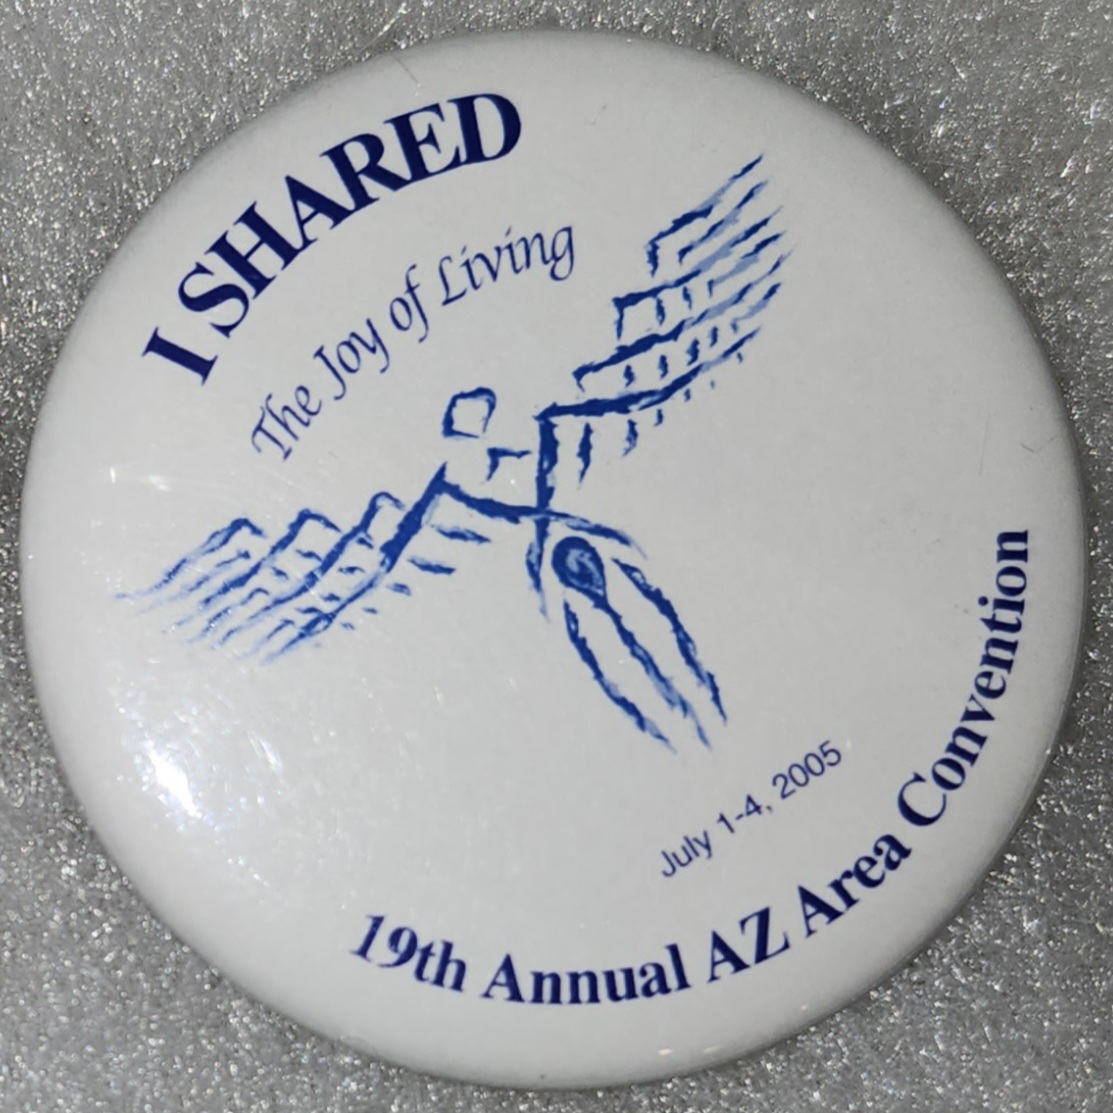 I SHARED
The Joy of Living
July 1-4, 2005
19th Annual AZ Area Convention